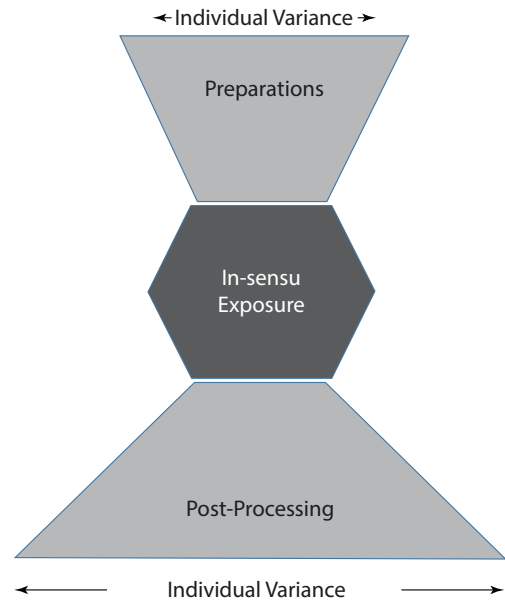 Individual Variance
Preparations
In-sensu
Exposure
Post-Processing
Individual Variance